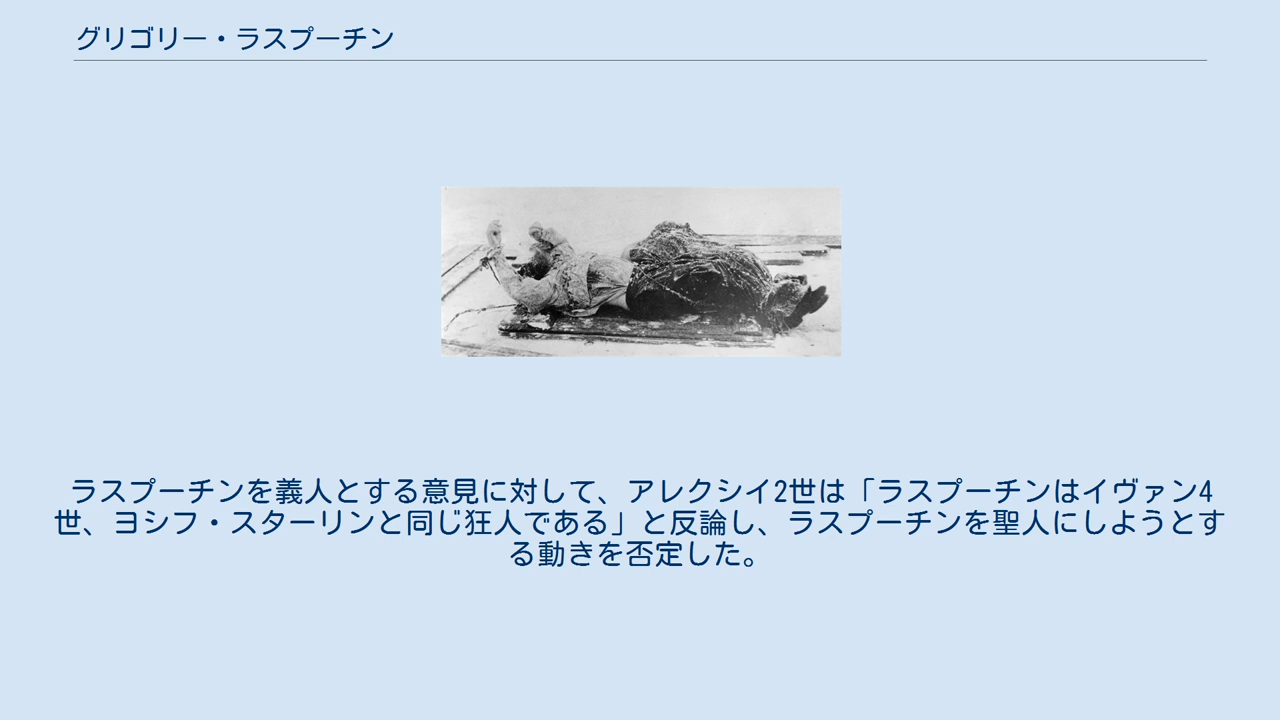 グリゴリー・ラスプーチン
ラスプーチンを義人とする意見に対して、アレクシイ2世は「ラスプーチンはイヴァン4
世、ヨシフ・スターリンと同じ狂人である」と反論し、ラスプーチンを聖人にしようとす
る動きを否定した。